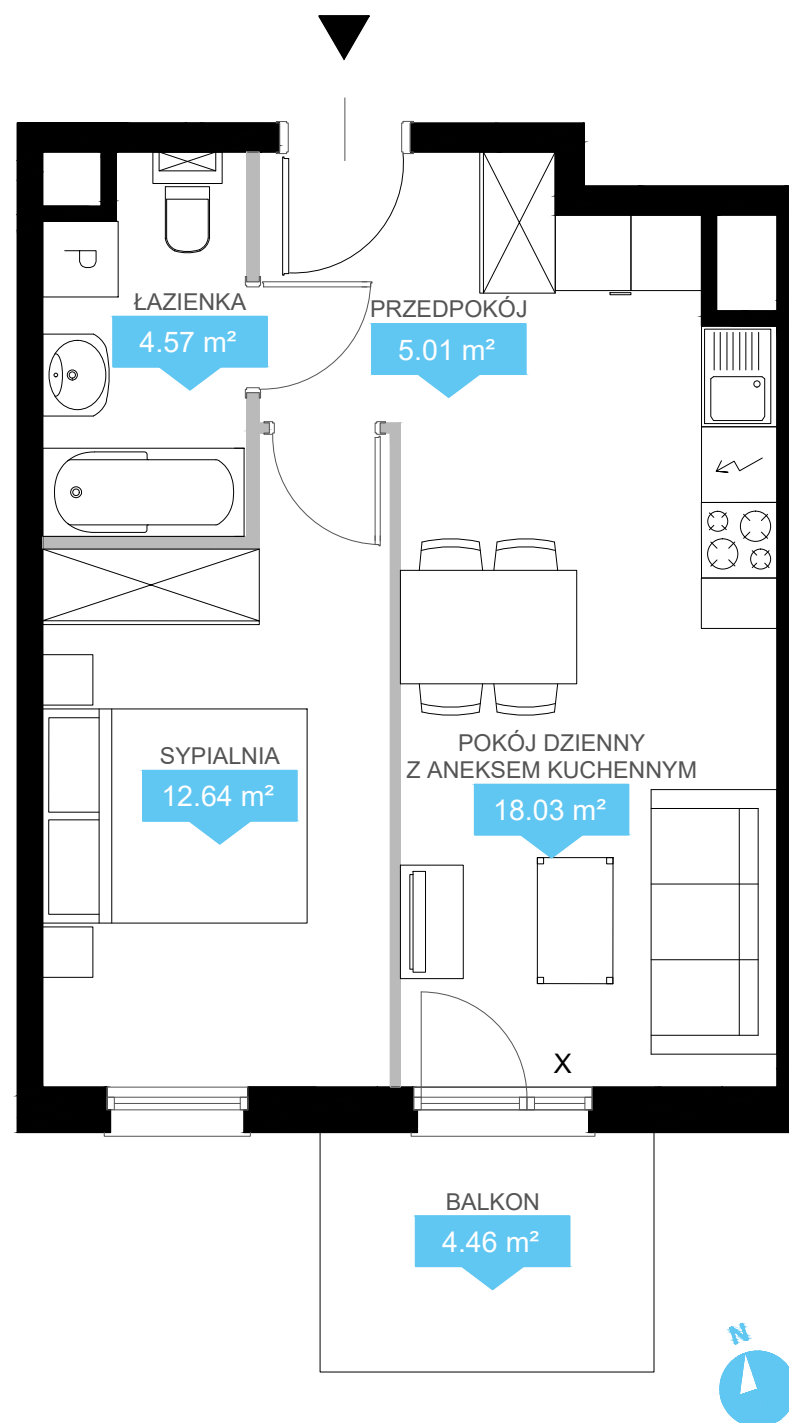 P
ŁAZIENKA
4.57 m²
PRZEDPOKÓJ
5.01 m²
SYPIALNIA
12.64 m²
POKÓJ DZIENNY
Z ANEKSEM KUCHENNYM
18.03 m²
X
BALKON
4.46 m²
N